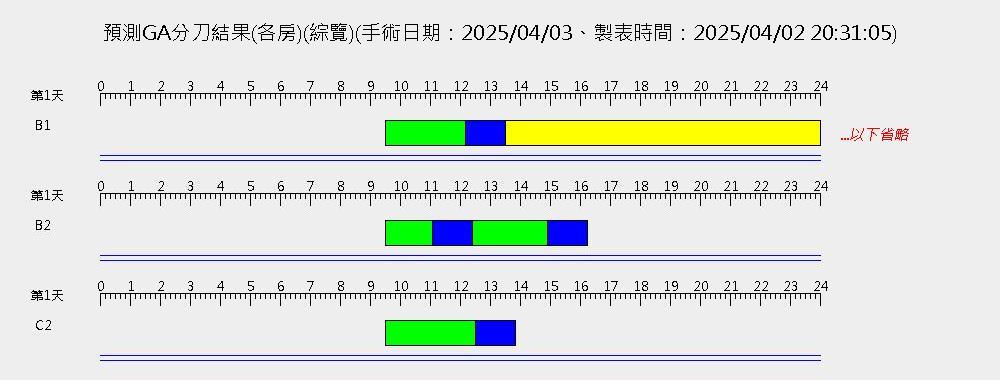 預測GA分刀結果(各房)(綜覽)(手術日期：2025/04/03、製表時間：2025/04/02 20:31:05)
第1天 0 1 2 3 4 5 6 7 8 9 10 11 12 13 14 15 16 17 18 19 20 21 22 23 24
B1 ...以下省略
第1天 0 1 2 3 4 5 6 7 8 9 10 11 12 13 14 15 16 17 18 19 20 21 22 23 24
B2
第1天 0 1 2 3 4 5 6 7 8 9 10 11 12 13 14 15 16 17 18 19 20 21 22 23 24
C2